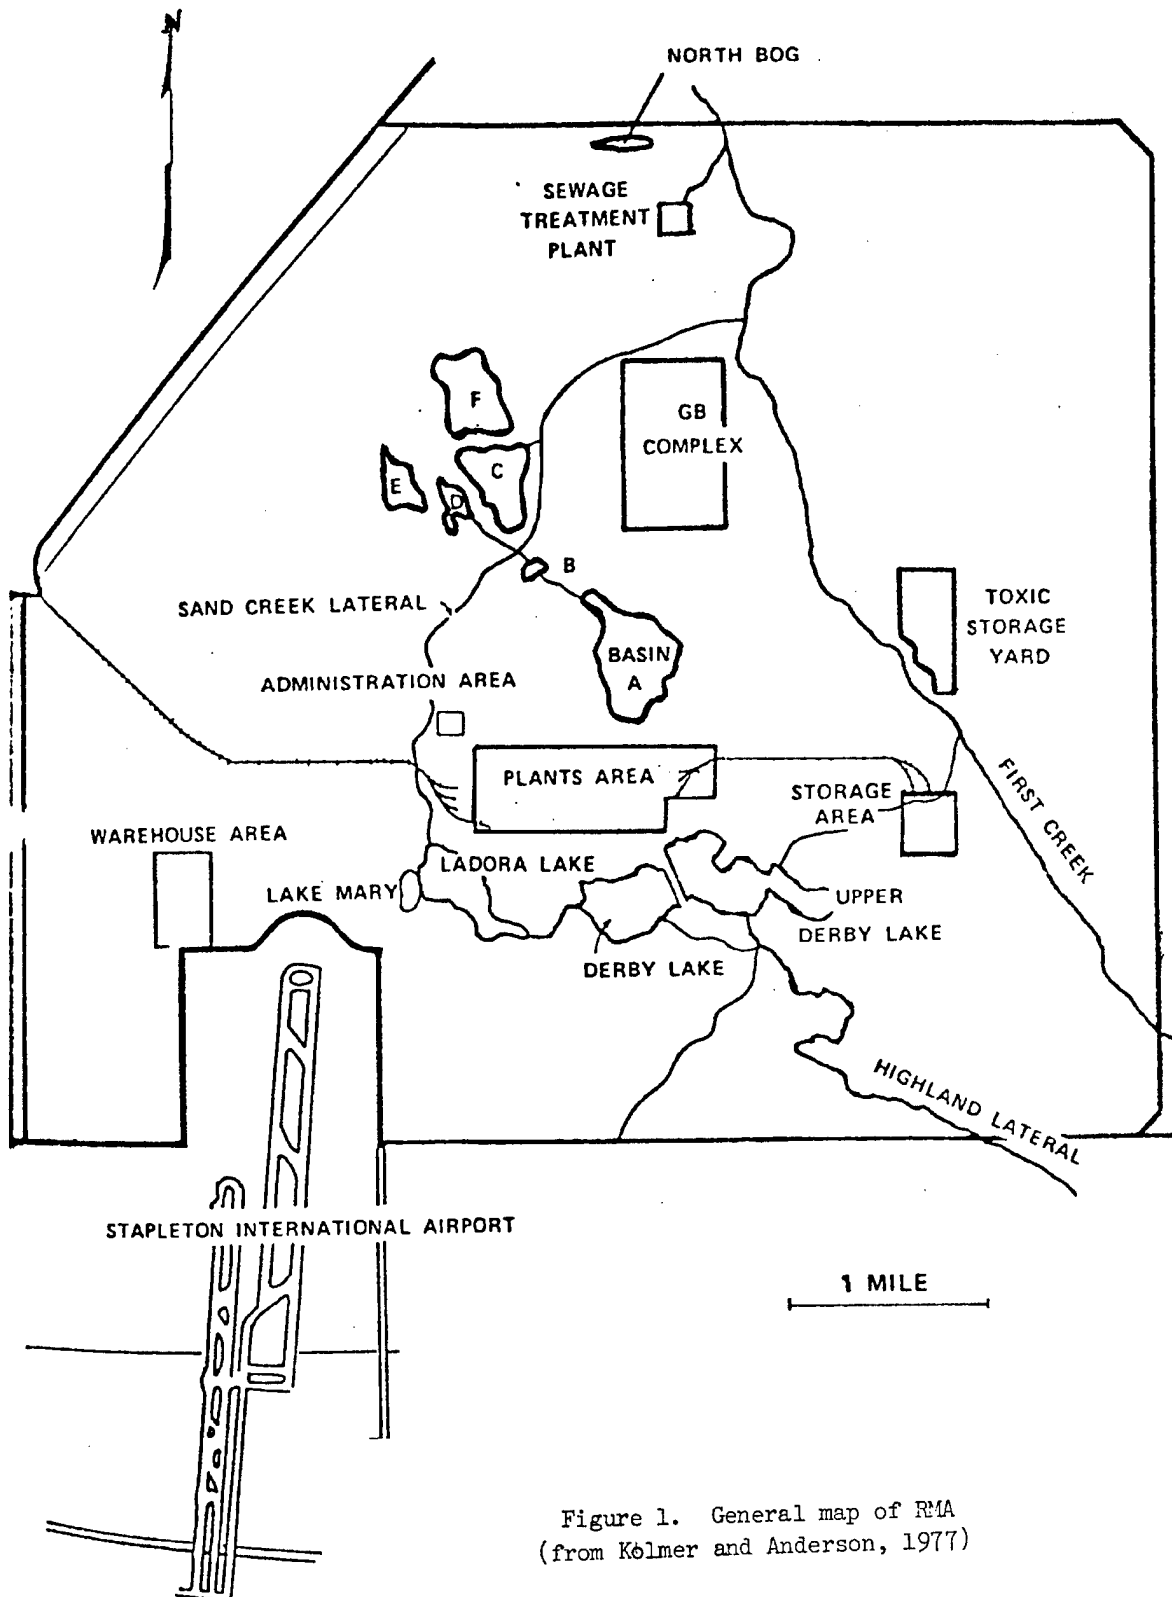 N
NORTH BOG
SEWAGE
TREATMENT
PLANT
F
GB
COMPLEX
C
E
D
B
SAND CREEK LATERAL
TOXIC
STORAGE
YARD
BASIN
A
ADMINISTRATION AREA
PLANTS AREA
STORAGE
AREA
FIRST CREEK
WAREHOUSE AREA
LADORA LAKE
LAKE MARY
UPPER
DERBY LAKE
DERBY LAKE
HIGHLAND LATERAL
STAPLETON INTERNATIONAL AIRPORT
1 MILE
Figure 1. General map of RMA
(from Kolmer and Anderson, 1977)